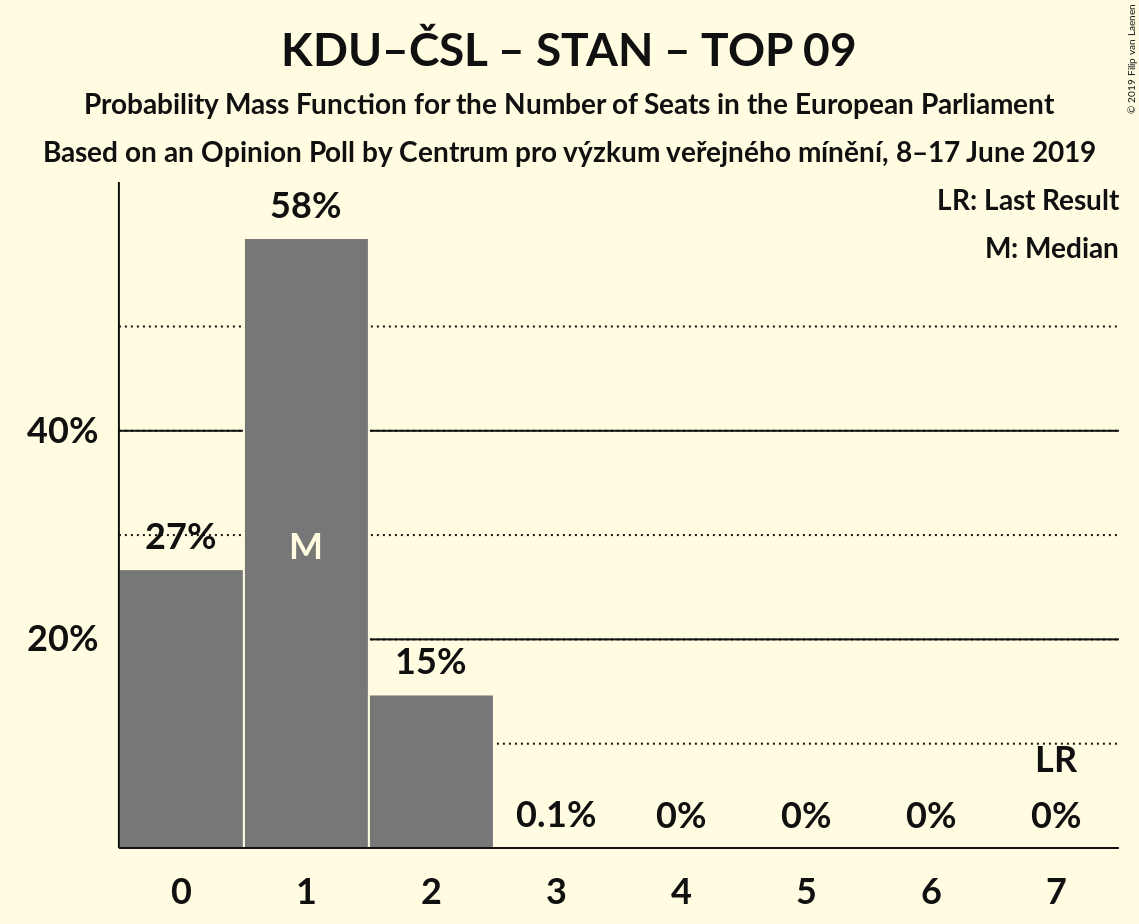 KDU–ČSL – STAN – TOP 09
Probability Mass Function for the Number of Seats in the European Parliament
Based on an Opinion Poll by Centrum pro výzkum veřejného mínění, 8–17 June 2019
© 2019 Filip van Laenen
LR: Last Result
M: Median
58%
40%
27%
M
20%
15%
LR
0.1% 0% 0% 0% 0%
0 1 2 3 4 5 6 7